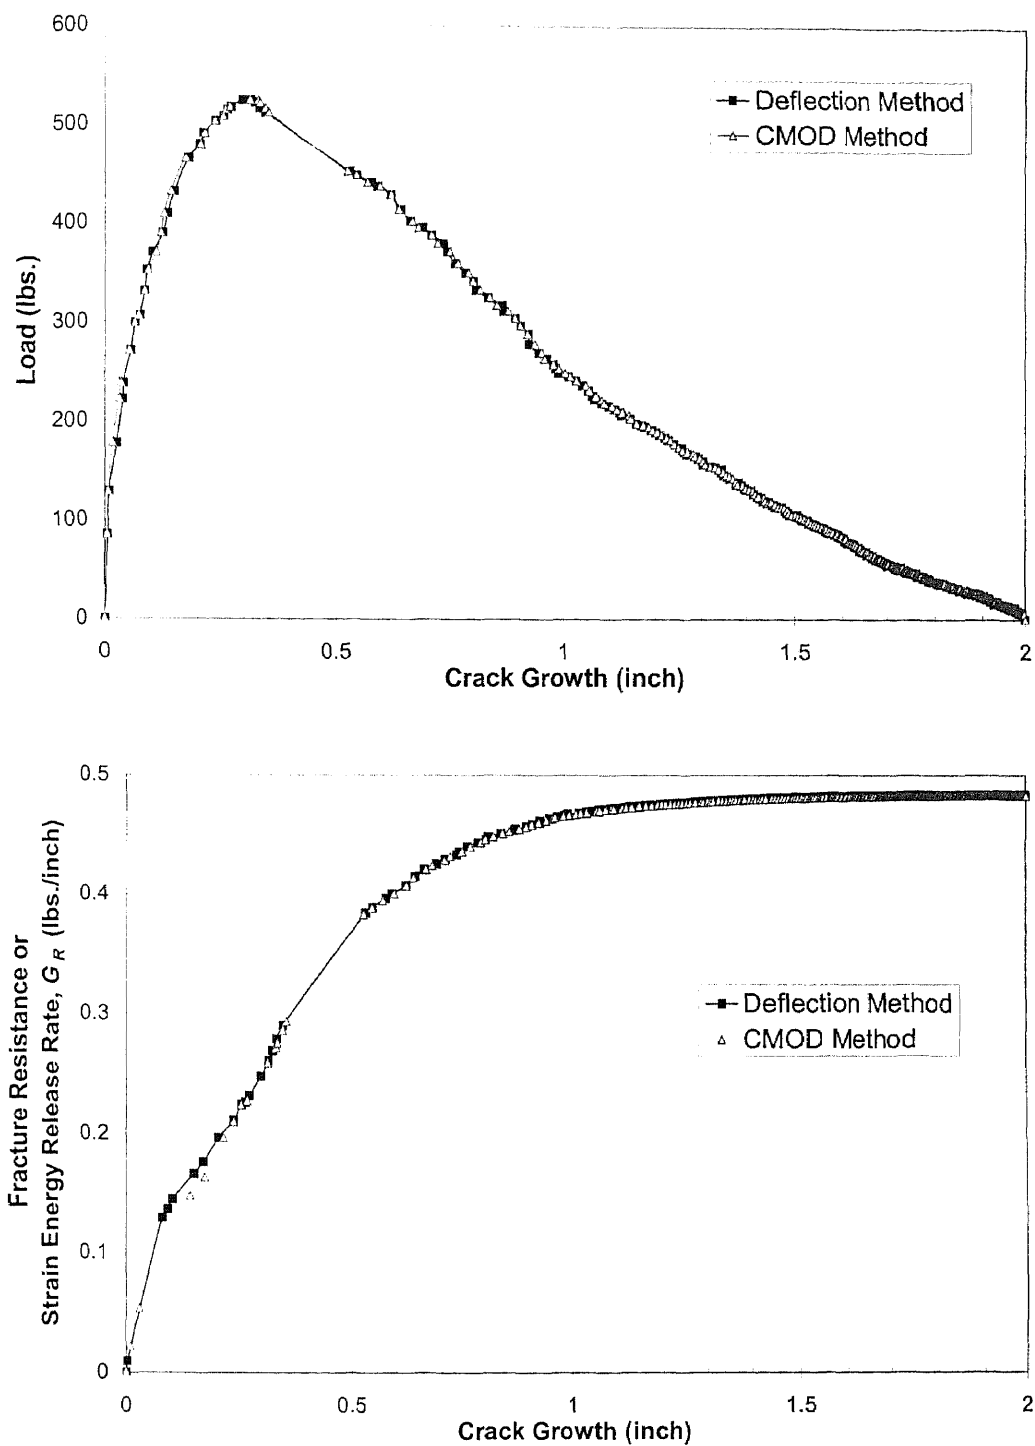 600
500
400
300
200
100
0
Load (lbs.)
Deflection Method
CMOD Method
0 0.5 1 1.5 2
Crack Growth (inch)
0.5
0.4
0.3
0.2
0.1
0
Fracture Resistance or
Strain Energy Release Rate, G R (lbs./inch)
Deflection Method
CMOD Method
0 0.5 1 1.5 2
Crack Growth (inch)